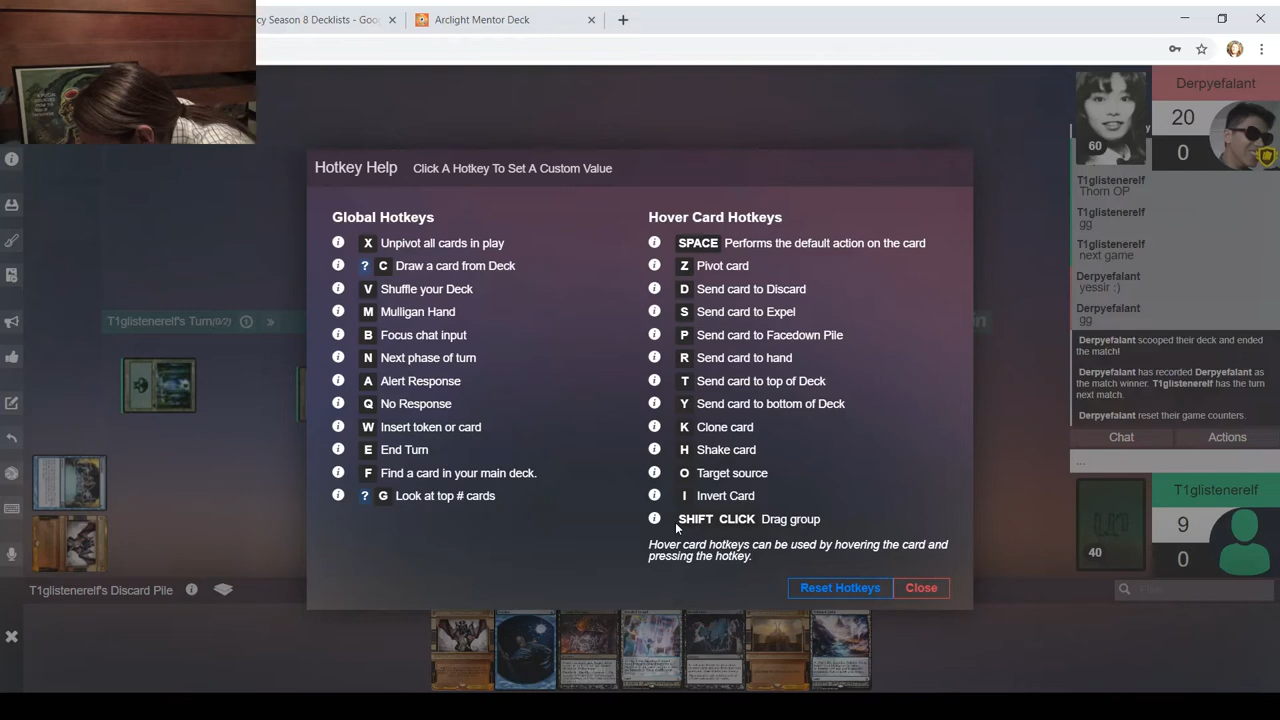 cy Season 8 Decklists - Goo
Arclight Mentor Deck
Derpyefalant
20
0
60
T1glistenerelf
Thorn OP
T1glistenerelf
gg
T1glistenerelf
next game
Derpyefalant
yessir :)
Derpyefalant
gg
Derpyefalant scooped their deck and ended
the match!
Derpyefalant has recorded Derpyefalant as
the match winner. T1glistenerelf has the turn
next match.
Derpyefalant reset their game counters.
Chat
Actions
...
T1glistenerelf
9
0
40
T1glistenerelf's Turn(0/2)
Hotkey Help
Click A Hotkey To Set A Custom Value
Global Hotkeys
X Unpivot all cards in play
? C Draw a card from Deck
V Shuffle your Deck
M Mulligan Hand
B Focus chat input
N Next phase of turn
A Alert Response
Q No Response
W Insert token or card
E End Turn
F Find a card in your main deck.
? G Look at top # cards
Hover Card Hotkeys
SPACE Performs the default action on the card
Z Pivot card
D Send card to Discard
S Send card to Expel
P Send card to Facedown Pile
R Send card to hand
T Send card to top of Deck
Y Send card to bottom of Deck
K Clone card
H Shake card
O Target source
I Invert Card
SHIFT CLICK Drag group
Hover card hotkeys can be used by hovering the card and
pressing the hotkey.
Reset Hotkeys
Close
T1glistenerelf's Discard Pile